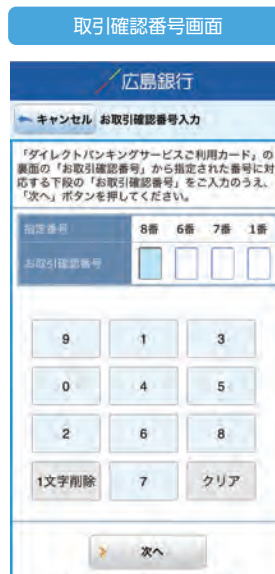 取引確認番号画面
広島銀行
キャンセル お取引確認番号入力
「ダイレクトバンキングサービスご利用カード」の
裏面の「お取引確認番号」から指定された番号に対
応する下段の「お取引確認番号」をご入力のうえ、
「次へ」ボタンを押してください。
指定番号 8番 6番 7番 1番
お取引確認番号
9 1 3
0 4 5
2 6 8
1文字削除 7 クリア
次へ